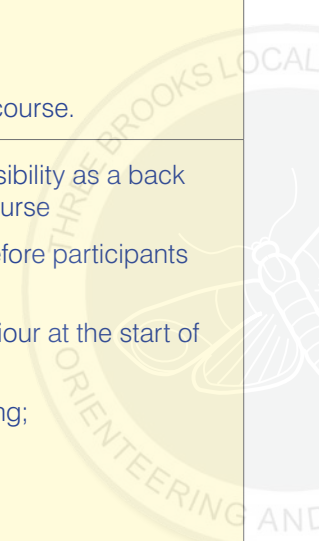 course.
sibility as a back
urse
fore participants
iour at the start of
ng;
THREE BROOKS LOCAL
ORIENTEERING AND